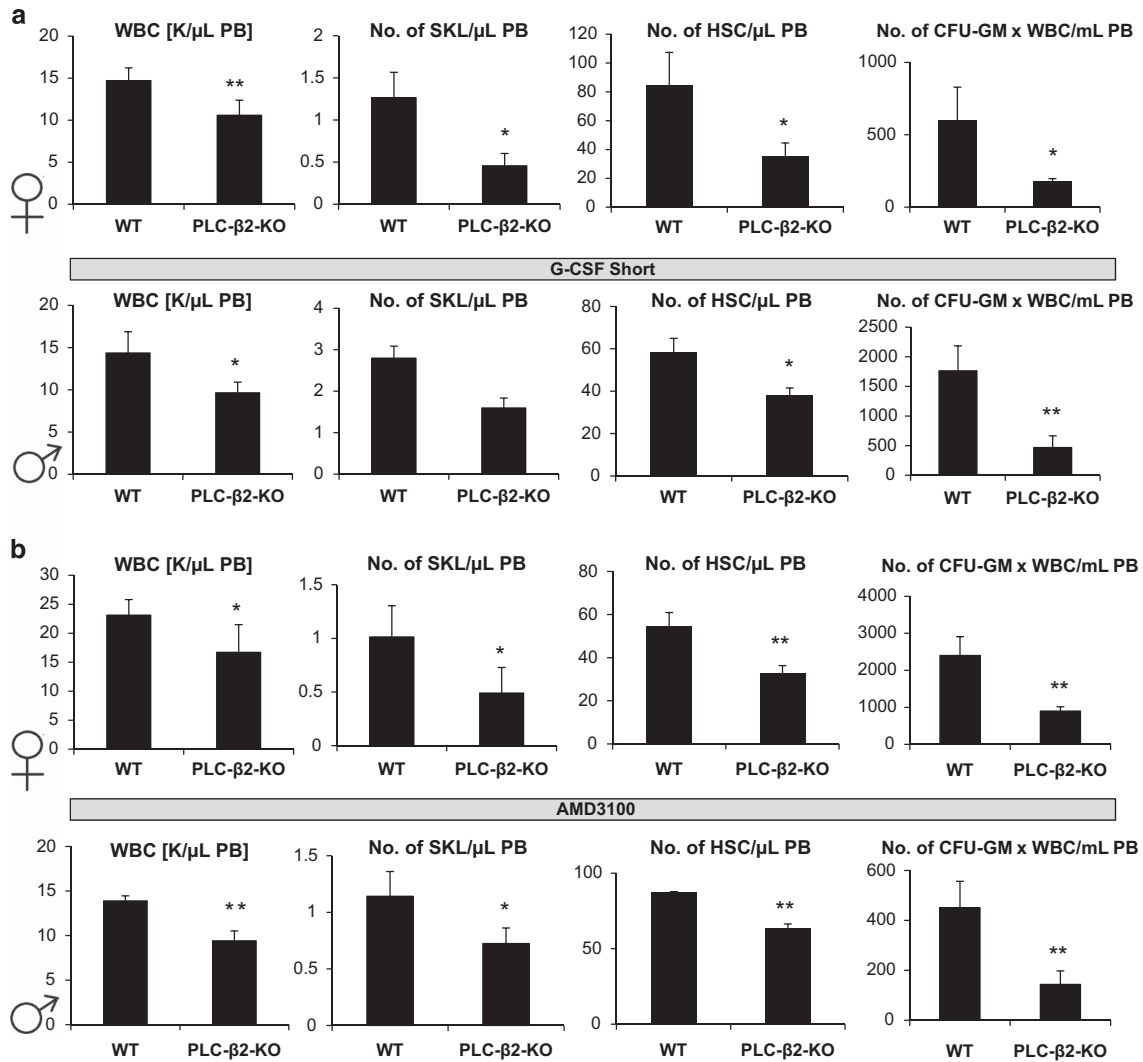 a
WBC [K/µL PB]
20
15
10
5
0
**
WT PLC-β2-KO
No. of SKL/µL PB
2
1.5
1
0.5
0
*
WT PLC-β2-KO
No. of HSC/µL PB
120
100
80
60
40
20
0
*
WT PLC-β2-KO
No. of CFU-GM x WBC/mL PB
1000
500
0
*
WT PLC-β2-KO
G-CSF Short
WBC [K/µL PB]
20
15
10
5
0
*
WT PLC-β2-KO
No. of SKL/µL PB
4
3
2
1
0
WT PLC-β2-KO
No. of HSC/µL PB
80
60
40
20
0
*
WT PLC-β2-KO
No. of CFU-GM x WBC/mL PB
2500
2000
1500
1000
500
0
**
WT PLC-β2-KO
b
WBC [K/µL PB]
30
25
20
15
10
5
0
*
WT PLC-β2-KO
No. of SKL/µL PB
1.5
1
0.5
0
*
WT PLC-β2-KO
No. of HSC/µL PB
80
60
40
20
0
**
WT PLC-β2-KO
No. of CFU-GM x WBC/mL PB
4000
3000
2000
1000
0
**
WT PLC-β2-KO
AMD3100
WBC [K/µL PB]
20
15
10
5
0
**
WT PLC-β2-KO
No. of SKL/µL PB
1.5
1
0.5
0
*
WT PLC-β2-KO
No. of HSC/µL PB
100
50
0
**
WT PLC-β2-KO
No. of CFU-GM x WBC/mL PB
600
400
200
0
**
WT PLC-β2-KO